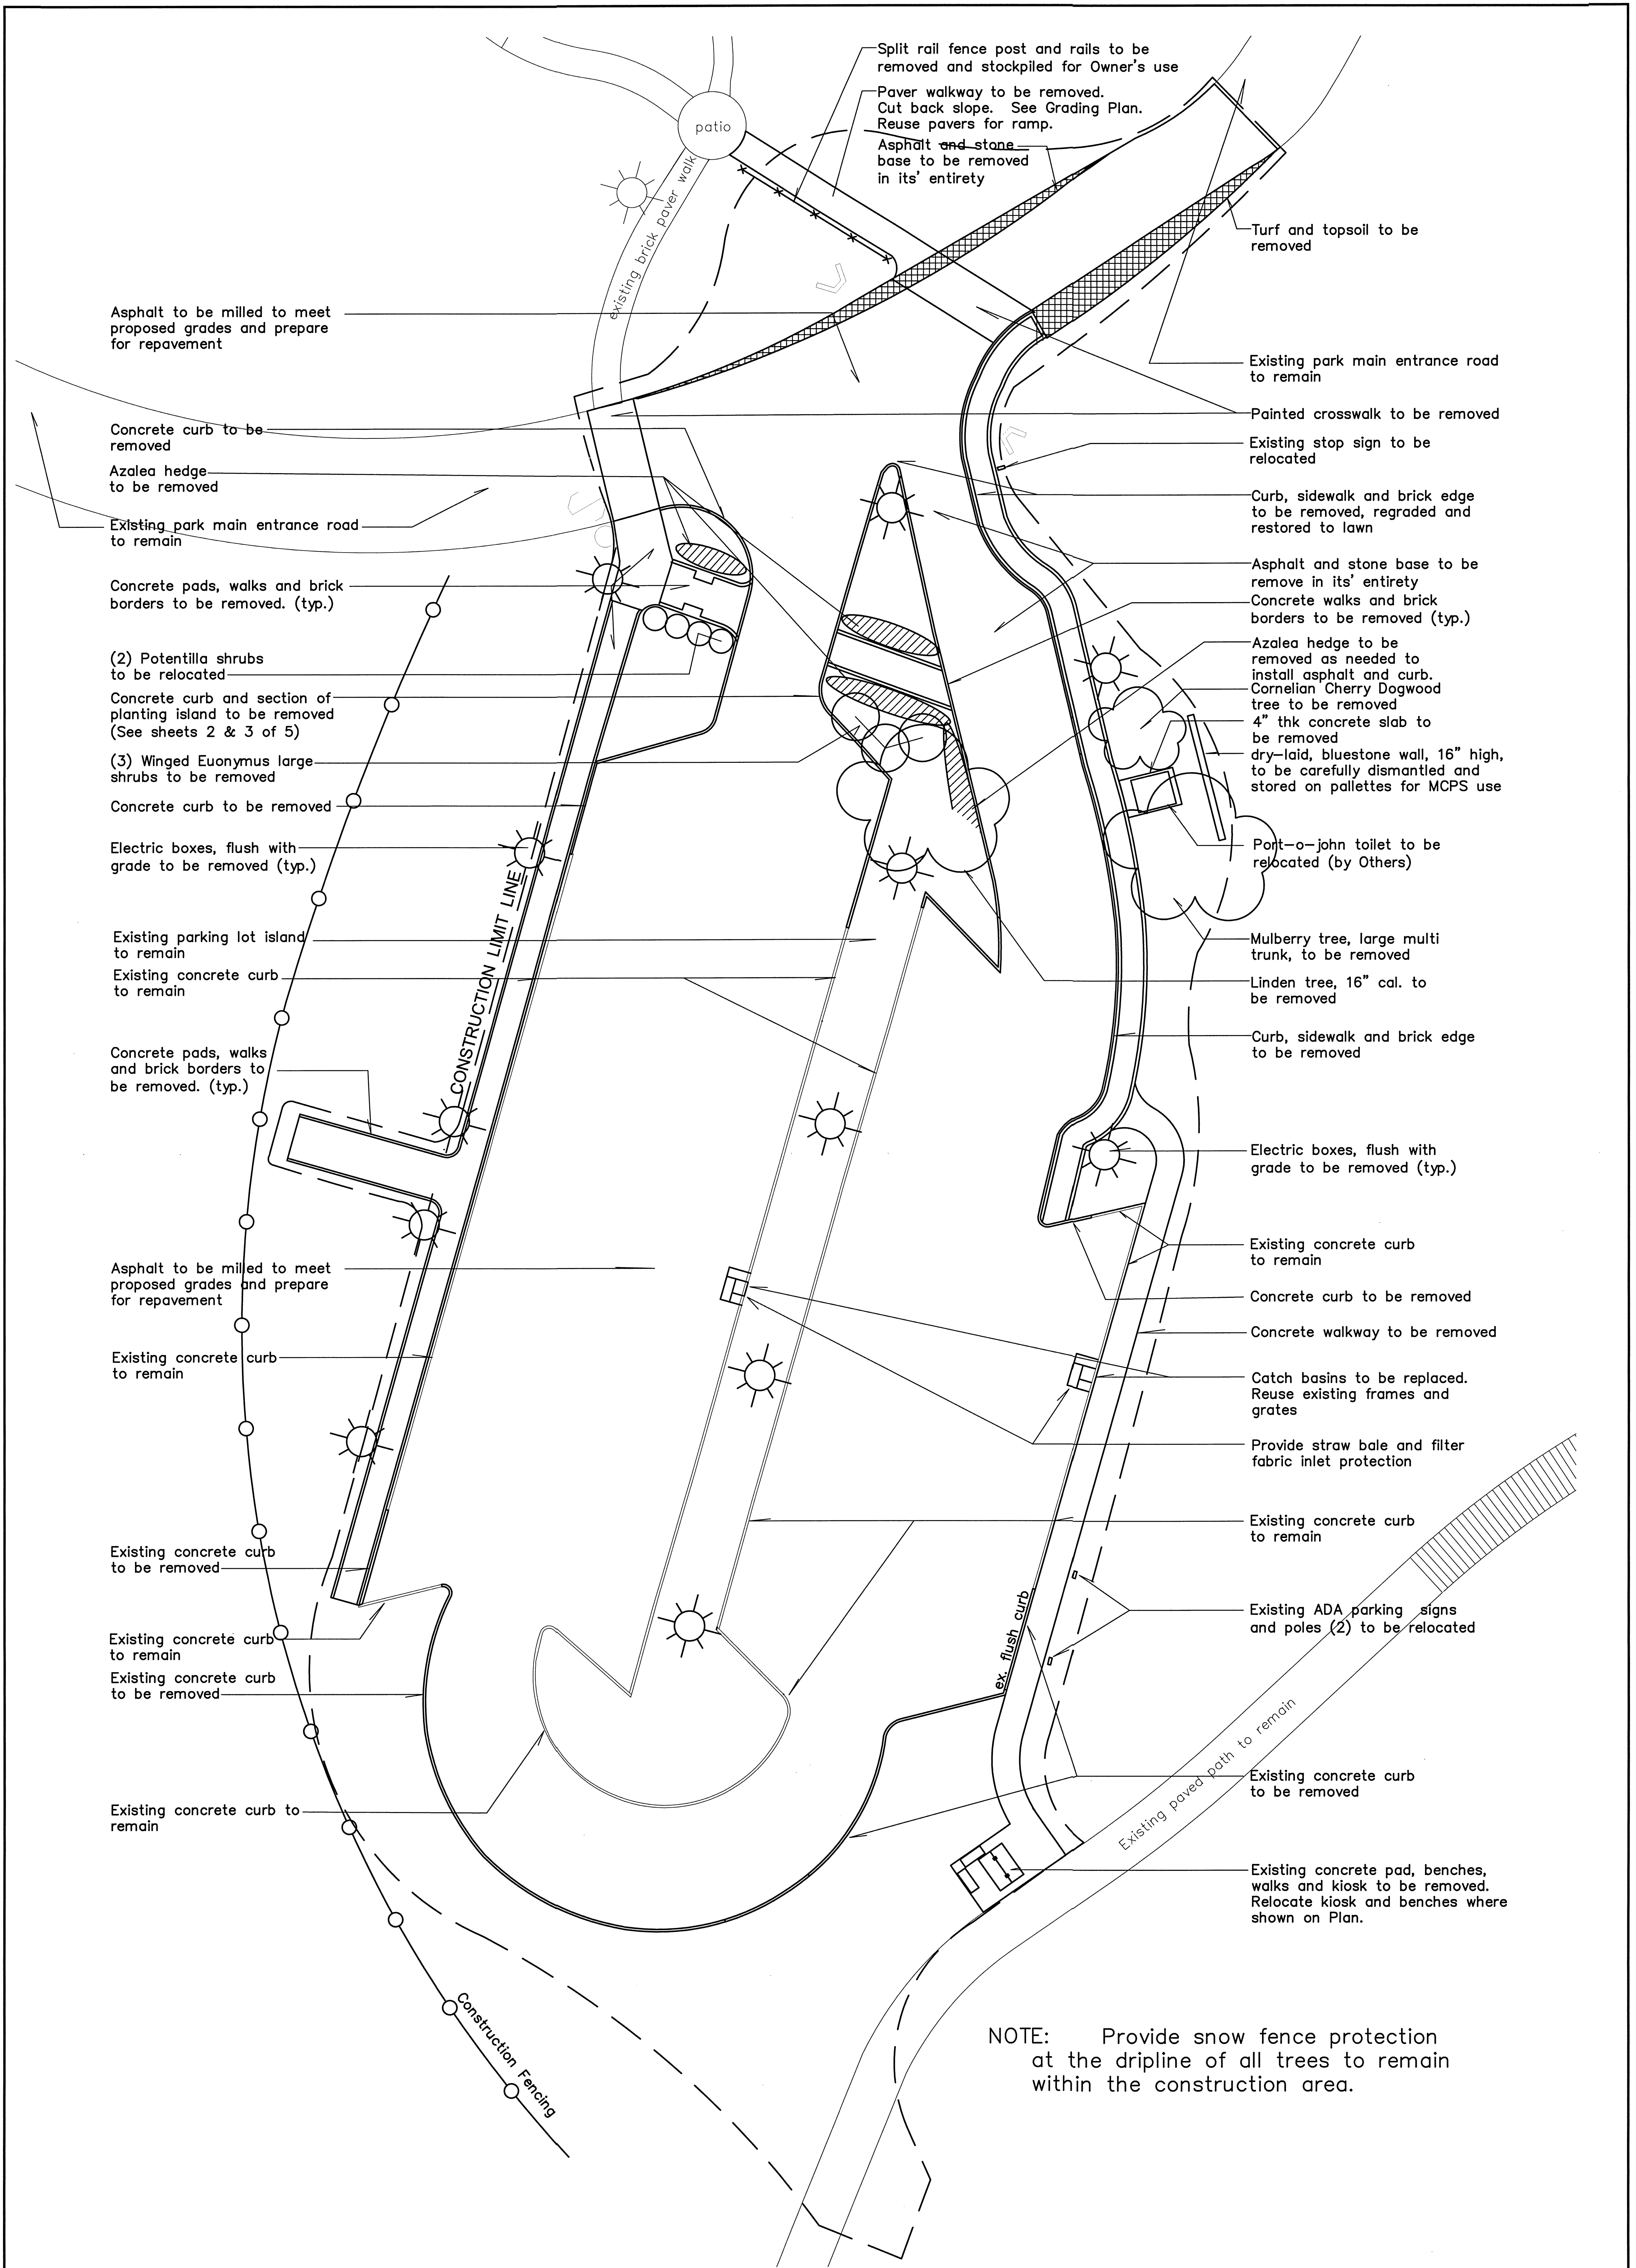 Split rail fence post and rails to be
removed and stockpiled for Owner's use
Paver walkway to be removed.
Cut back slope. See Grading Plan.
Reuse pavers for ramp.
Asphalt and stone
base to be removed
in its' entirety
patio
existing brick paver walk
Turf and topsoil to be
removed
Asphalt to be milled to meet
proposed grades and prepare
for repavement
Existing park main entrance road
to remain
Painted crosswalk to be removed
Concrete curb to be
removed
Existing stop sign to be
relocated
Azalea hedge
to be removed
Curb, sidewalk and brick edge
to be removed, regraded and
restored to lawn
Existing park main entrance road
to remain
Asphalt and stone base to be
remove in its' entirety
Concrete pads, walks and brick
borders to be removed. (typ.)
Concrete walks and brick
borders to be removed (typ.)
Azalea hedge to be
removed as needed to
install asphalt and curb.
(2) Potentilla shrubs
to be relocated
Cornelian Cherry Dogwood
tree to be removed
Concrete curb and section of
planting island to be removed
(See sheets 2 & 3 of 5)
4" thk concrete slab to
be removed
dry-laid, bluestone wall, 16" high,
to be carefully dismantled and
stored on pallettes for MCPS use
(3) Winged Euonymus large
shrubs to be removed
Concrete curb to be removed
Electric boxes, flush with
grade to be removed (typ.)
Port-o-john toilet to be
relocated (by Others)
CONSTRUCTION LIMIT LINE
Existing parking lot island
to remain
Mulberry tree, large multi
trunk, to be removed
Existing concrete curb
to remain
Linden tree, 16" cal. to
be removed
Curb, sidewalk and brick edge
to be removed
Concrete pads, walks
and brick borders to
be removed. (typ.)
Electric boxes, flush with
grade to be removed (typ.)
Existing concrete curb
to remain
Asphalt to be milled to meet
proposed grades and prepare
for repavement
Concrete curb to be removed
Concrete walkway to be removed
Existing concrete curb
to remain
Catch basins to be replaced.
Reuse existing frames and
grates
Provide straw bale and filter
fabric inlet protection
Existing concrete curb
to remain
Existing concrete curb
to be removed
ex. flush curb
Existing ADA parking signs
and poles (2) to be relocated
Existing concrete curb
to remain
Existing concrete curb
to be removed
Existing paved path to remain
Existing concrete curb
to be removed
Existing concrete curb to
remain
Existing concrete pad, benches,
walks and kiosk to be removed.
Relocate kiosk and benches where
shown on Plan.
Construction Fencing
NOTE: Provide snow fence protection
at the dripline of all trees to remain
within the construction area.